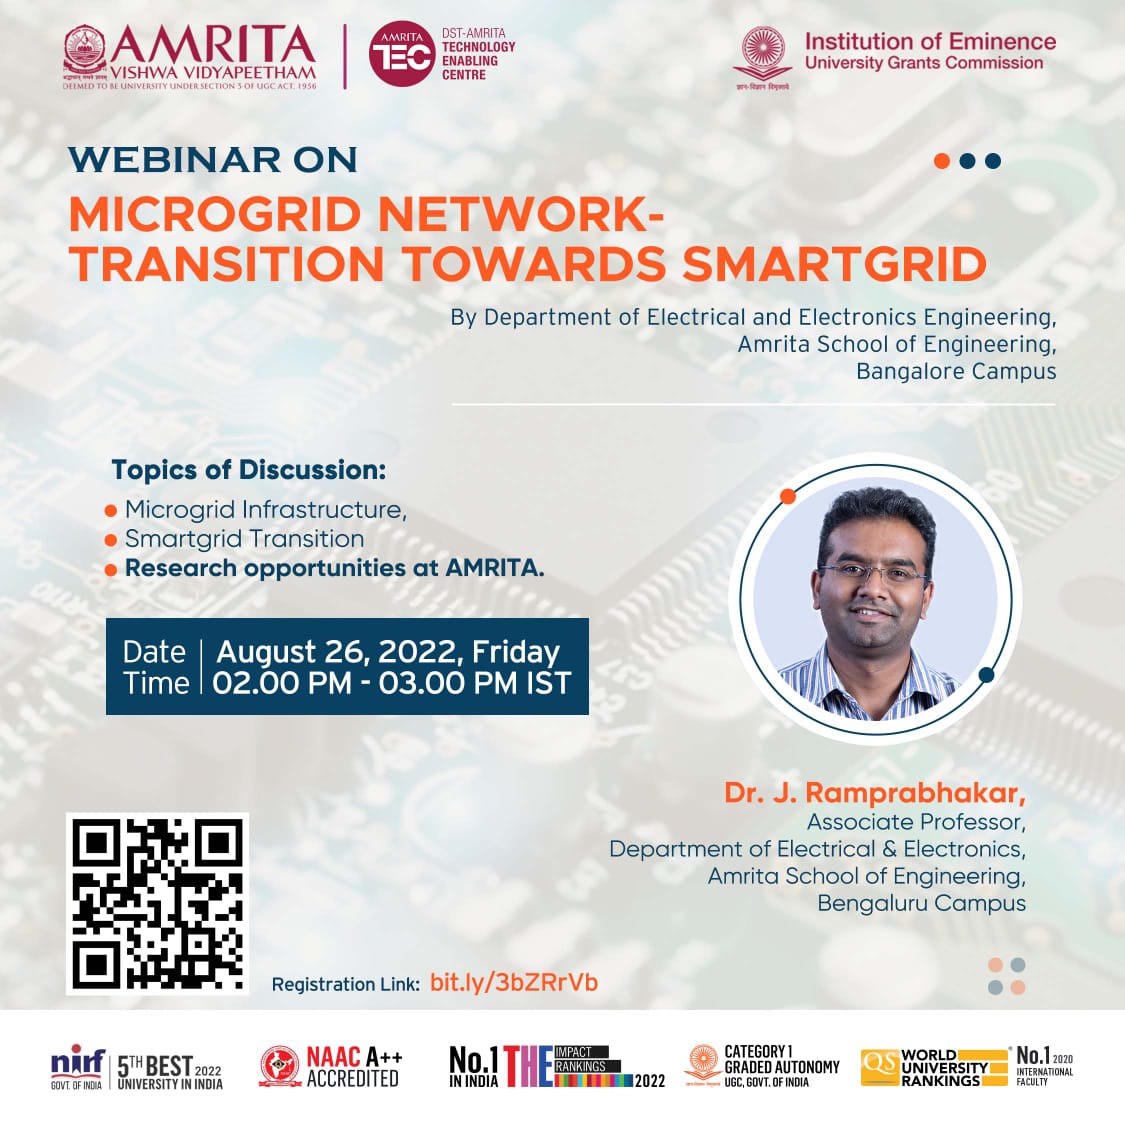 AMRITA
VISHWA VIDYAPEETHAM
DEEMED TO BE UNIVERSITY UNDER SECTION 3 OF UGC ACT, 1956
AMRITA
TEC
DST-AMRITA
TECHNOLOGY
ENABLING
CENTRE
ज्ञान-विज्ञान विमुक्तये
Institution of Eminence
University Grants Commission
WEBINAR ON
MICROGRID NETWORK-
TRANSITION TOWARDS SMARTGRID
By Department of Electrical and Electronics Engineering,
Amrita School of Engineering,
Bangalore Campus
Topics of Discussion:
Microgrid Infrastructure,
Smartgrid Transition
Research opportunities at AMRITA.
Date August 26, 2022, Friday
Time 02.00 PM - 03.00 PM IST
Dr. J. Ramprabhakar,
Associate Professor,
Department of Electrical & Electronics,
Amrita School of Engineering,
Bengaluru Campus
Registration Link: bit.ly/3bZRrVb
nirf
GOVT. OF INDIA
5TH BEST 2022
UNIVERSITY IN INDIA
NAAC A++
ACCREDITED
No.1
IN INDIA
THE
IMPACT
RANKINGS
2022
CATEGORY 1
GRADED AUTONOMY
UGC, GOVT. OF INDIA
QS
WORLD
UNIVERSITY
RANKINGS
No.1 2020
INTERNATIONAL
FACULTY